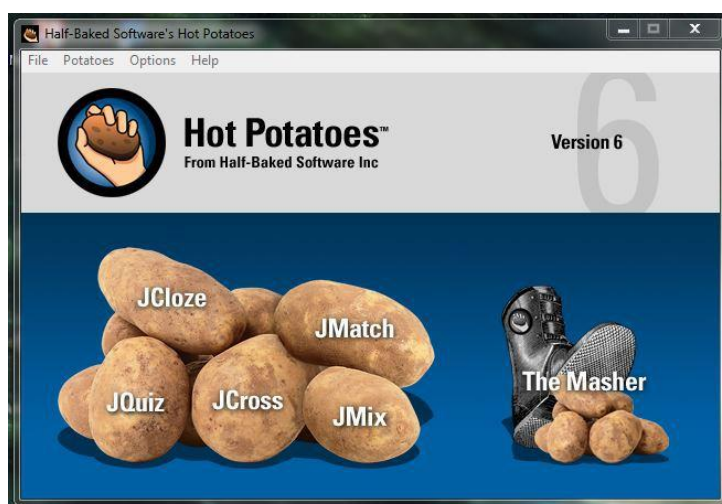 Half-Baked Software's Hot Potatoes
File Potatoes Options Help
Hot Potatoes™
From Half-Baked Software Inc
Version 6
6
JCloze
JMatch
JQuiz
JCross
JMix
The Masher